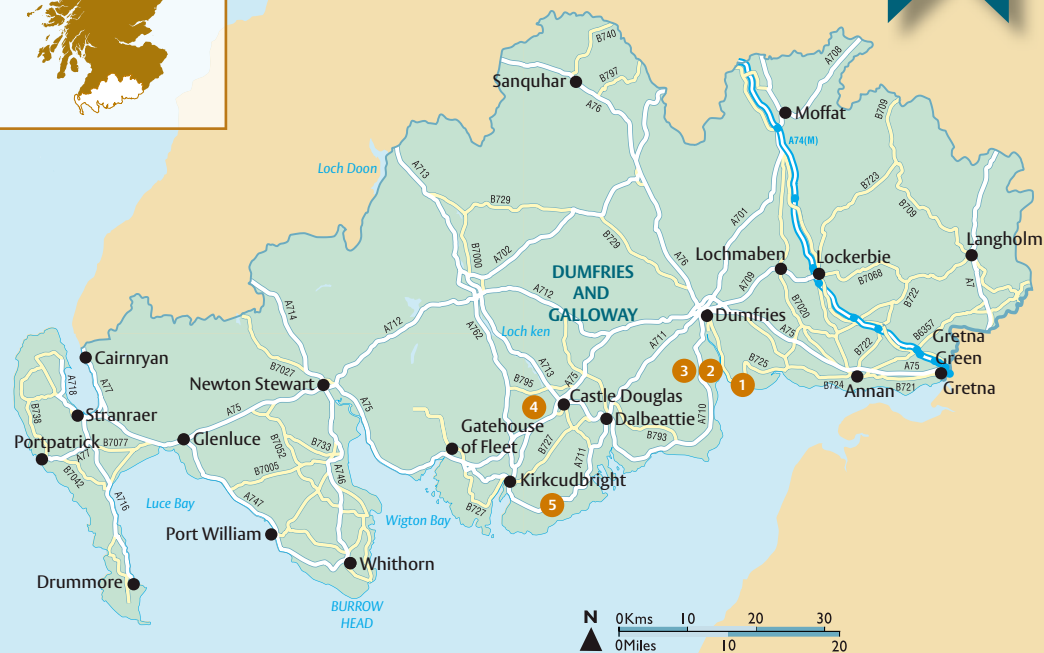 B740
B797
Sanquhar
A76
A708
Moffat
A74(M)
B709
Loch Doon
A713
B729
B723
B709
A701
B7000
A702
B729
A76
Lochmaben
Lockerbie
Langholm
B7068
A709
A7
DUMFRIES
AND
GALLOWAY
A712
A714
A712
A762
Loch ken
B7020
B722
Dumfries
A75
B6357
Gretna
Green
Gretna
A711
B722
A75
Cairnryan
B7027
A713
A75
3
2
1
B725
B724
Annan
B721
A718
A77
Newton Stewart
B795
4
Castle Douglas
B738
Stranraer
A75
A75
Dalbeattie
A710
Portpatrick
A77
B7077
Glenluce
B7052
B733
Gatehouse
of Fleet
B727
A711
B793
B7042
A716
B7005
A746
Kirkcudbright
Luce Bay
A747
Wigton Bay
B727
5
Port William
Whithorn
Drummore
BURROW
HEAD
N
0Kms 10 20 30
0Miles 10 20